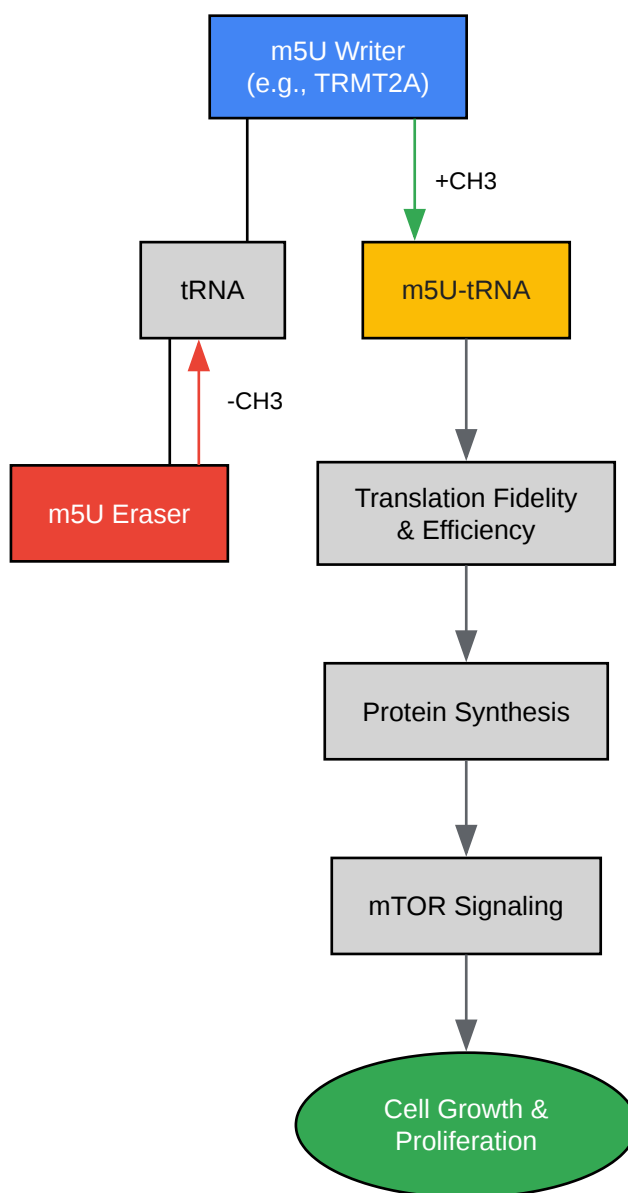 m5U Writer
(e.g., TRMT2A)
+CH3
tRNA
m5U-tRNA
-CH3
m5U Eraser
Translation Fidelity
& Efficiency
Protein Synthesis
mTOR Signaling
Cell Growth &
Proliferation